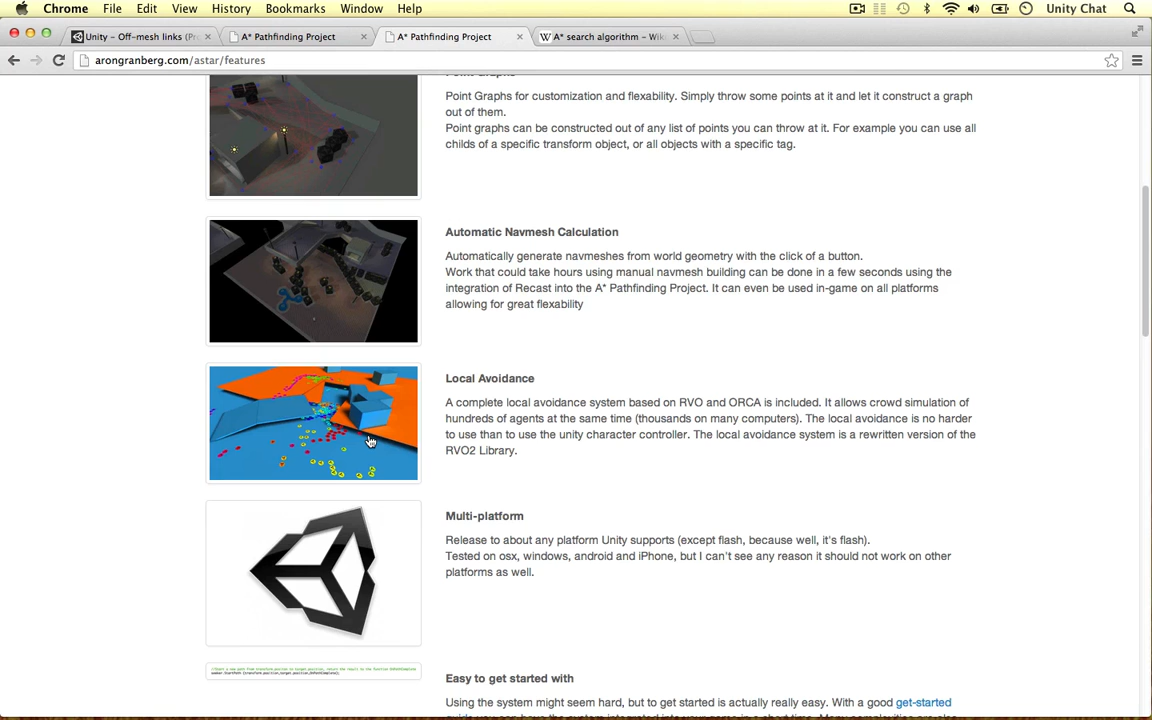 Chrome File Edit View History Bookmarks Window Help Unity Chat
Unity – Off-mesh links (Pr A* Pathfinding Project A* Pathfinding Project W A* search algorithm – Wiki
arongranberg.com/astar/features
Point Graphs
Point Graphs for customization and flexability. Simply throw some points at it and let it construct a graph
out of them.
Point graphs can be constructed out of any list of points you can throw at it. For example you can use all
childs of a specific transform object, or all objects with a specific tag.
Automatic Navmesh Calculation
Automatically generate navmeshes from world geometry with the click of a button.
Work that could take hours using manual navmesh building can be done in a few seconds using the
integration of Recast into the A* Pathfinding Project. It can even be used in-game on all platforms
allowing for great flexability
Local Avoidance
A complete local avoidance system based on RVO and ORCA is included. It allows crowd simulation of
hundreds of agents at the same time (thousands on many computers). The local avoidance is no harder
to use than to use the unity character controller. The local avoidance system is a rewritten version of the
RVO2 Library.
Multi-platform
Release to about any platform Unity supports (except flash, because well, it's flash).
Tested on osx, windows, android and iPhone, but I can't see any reason it should not work on other
platforms as well.
Easy to get started with
Using the system might seem hard, but to get started is actually really easy. With a good get-started